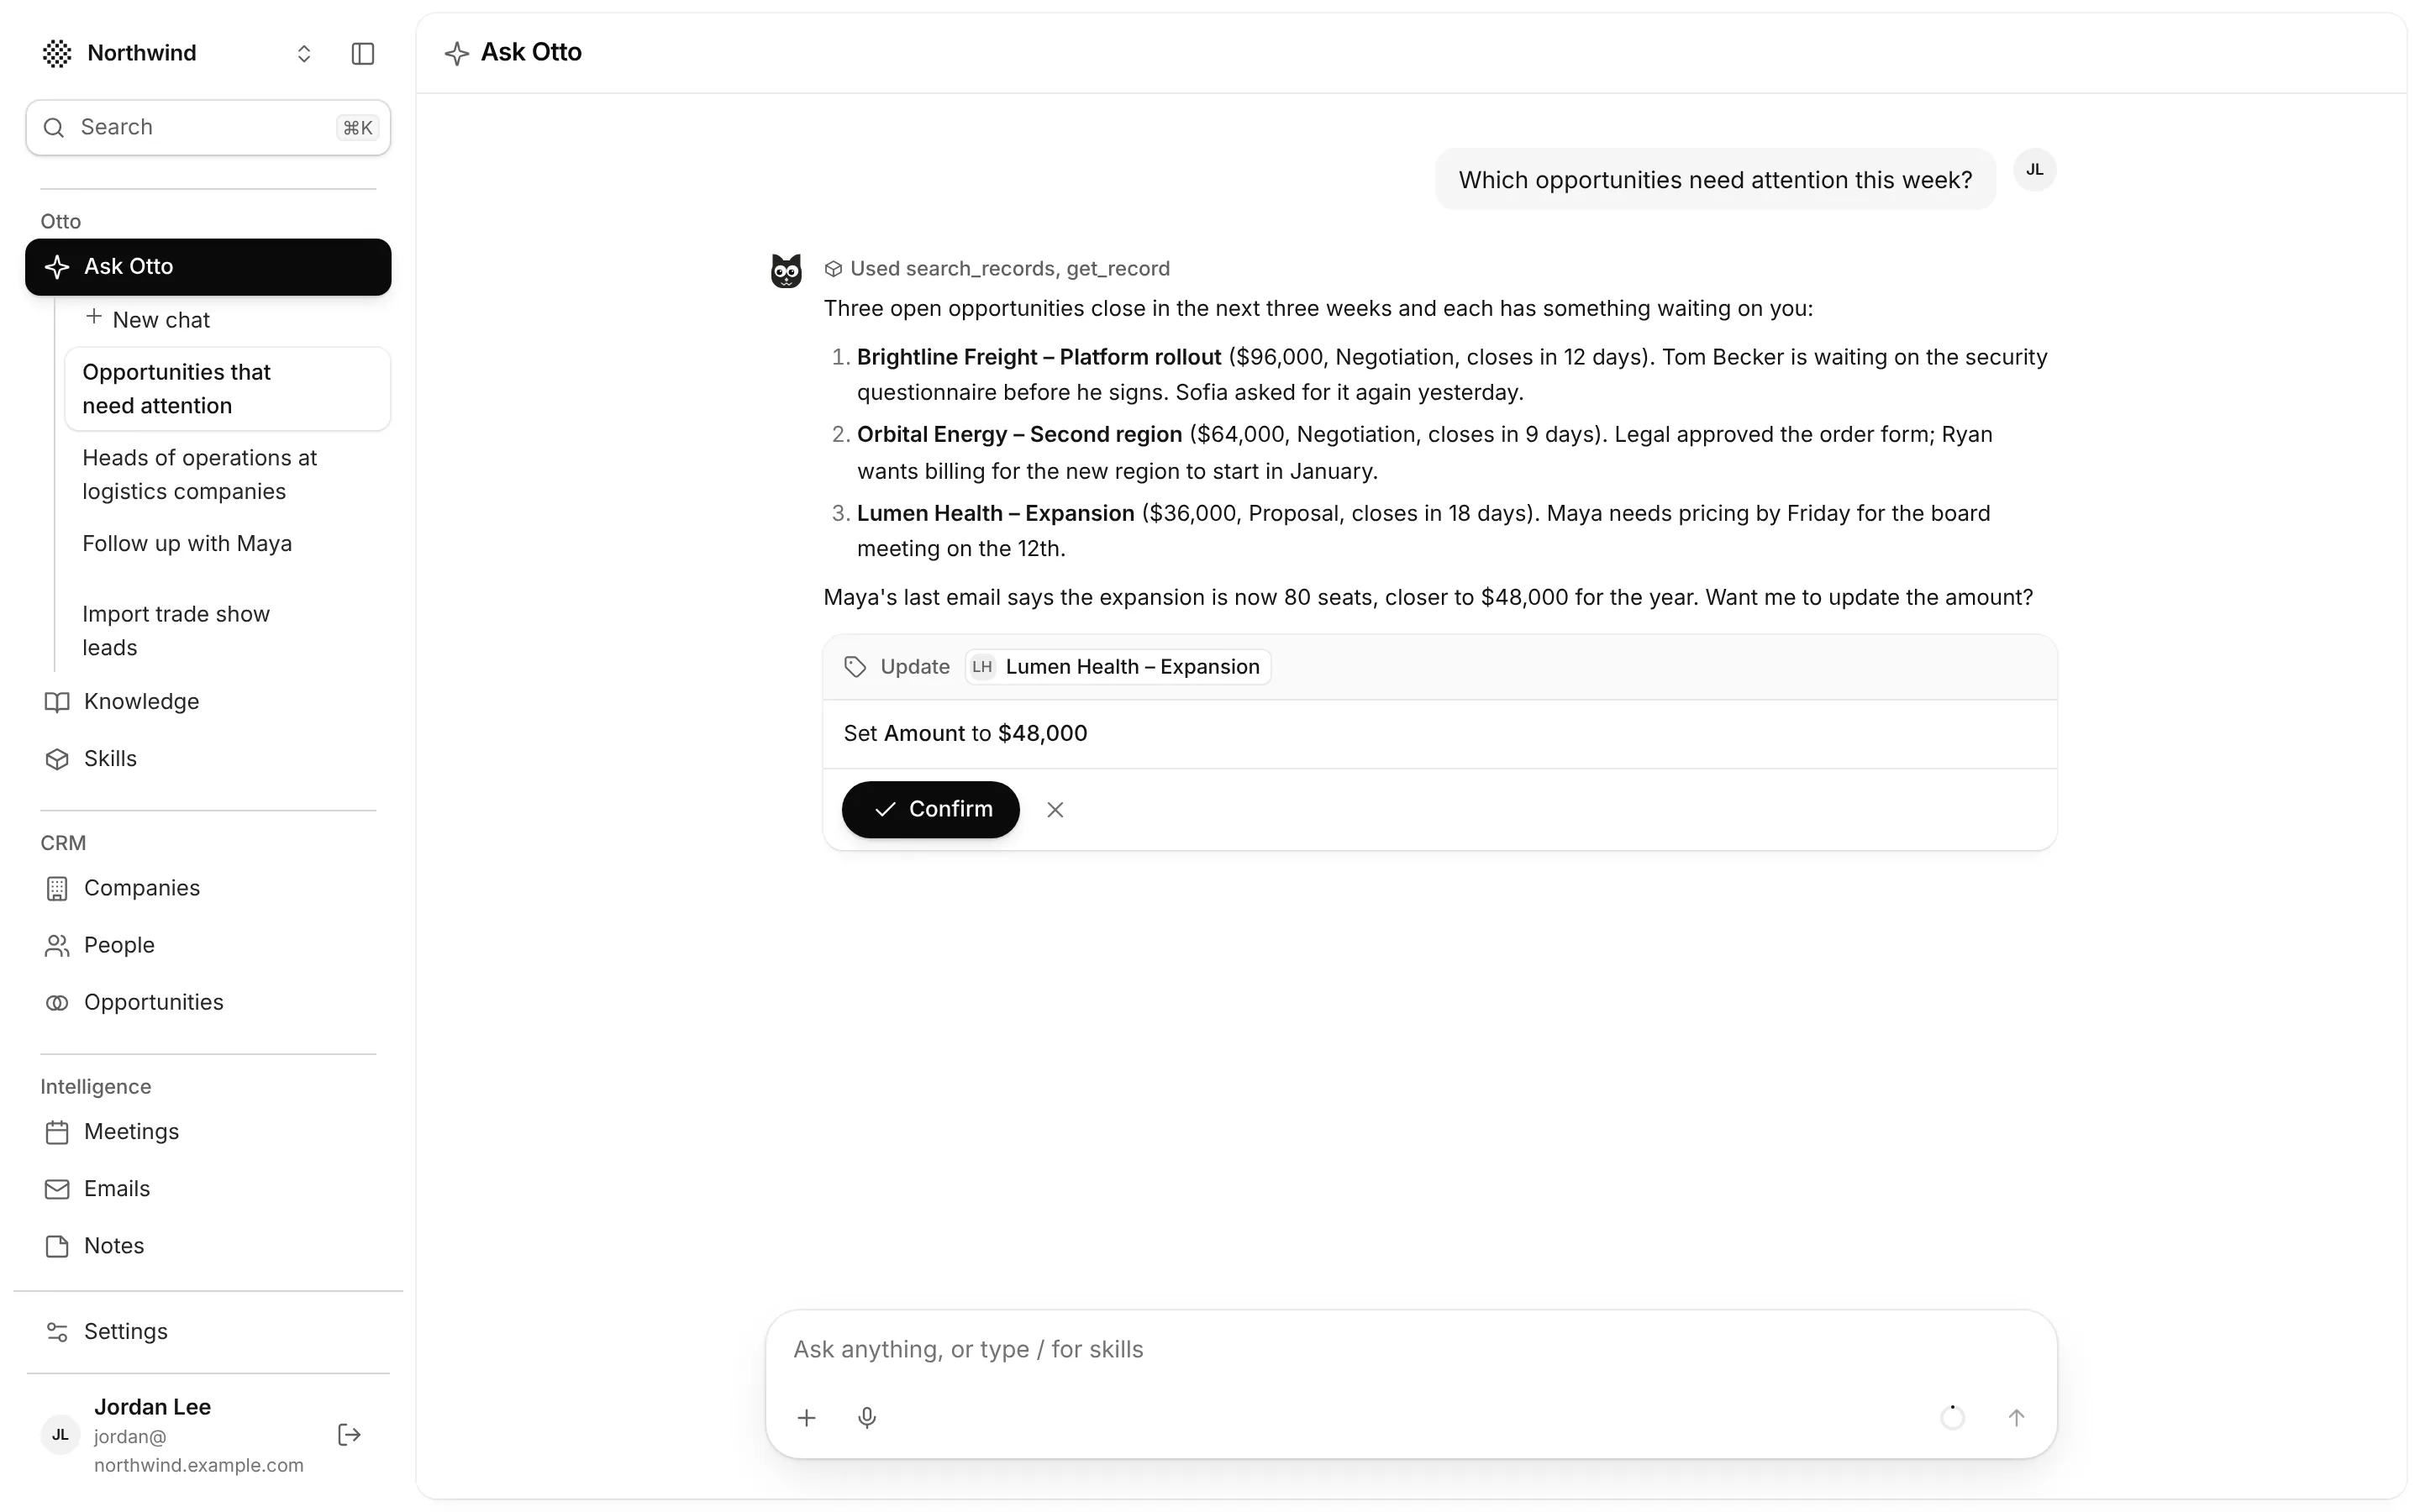 Northwind
Search
⌘K
Otto
Ask Otto
New chat
Opportunities that
need attention
Heads of operations at
logistics companies
Follow up with Maya
Import trade show
leads
Knowledge
Skills
CRM
Companies
People
Opportunities
Intelligence
Meetings
Emails
Notes
Settings
JL
Jordan Lee
jordan@
northwind.example.com
Ask Otto
Which opportunities need attention this week?
JL
Used search_records, get_record
Three open opportunities close in the next three weeks and each has something waiting on you:
1. Brightline Freight – Platform rollout ($96,000, Negotiation, closes in 12 days). Tom Becker is waiting on the security
questionnaire before he signs. Sofia asked for it again yesterday.
2. Orbital Energy – Second region ($64,000, Negotiation, closes in 9 days). Legal approved the order form; Ryan
wants billing for the new region to start in January.
3. Lumen Health – Expansion ($36,000, Proposal, closes in 18 days). Maya needs pricing by Friday for the board
meeting on the 12th.
Maya's last email says the expansion is now 80 seats, closer to $48,000 for the year. Want me to update the amount?
Update LH Lumen Health – Expansion
Set Amount to $48,000
Confirm
Ask anything, or type / for skills